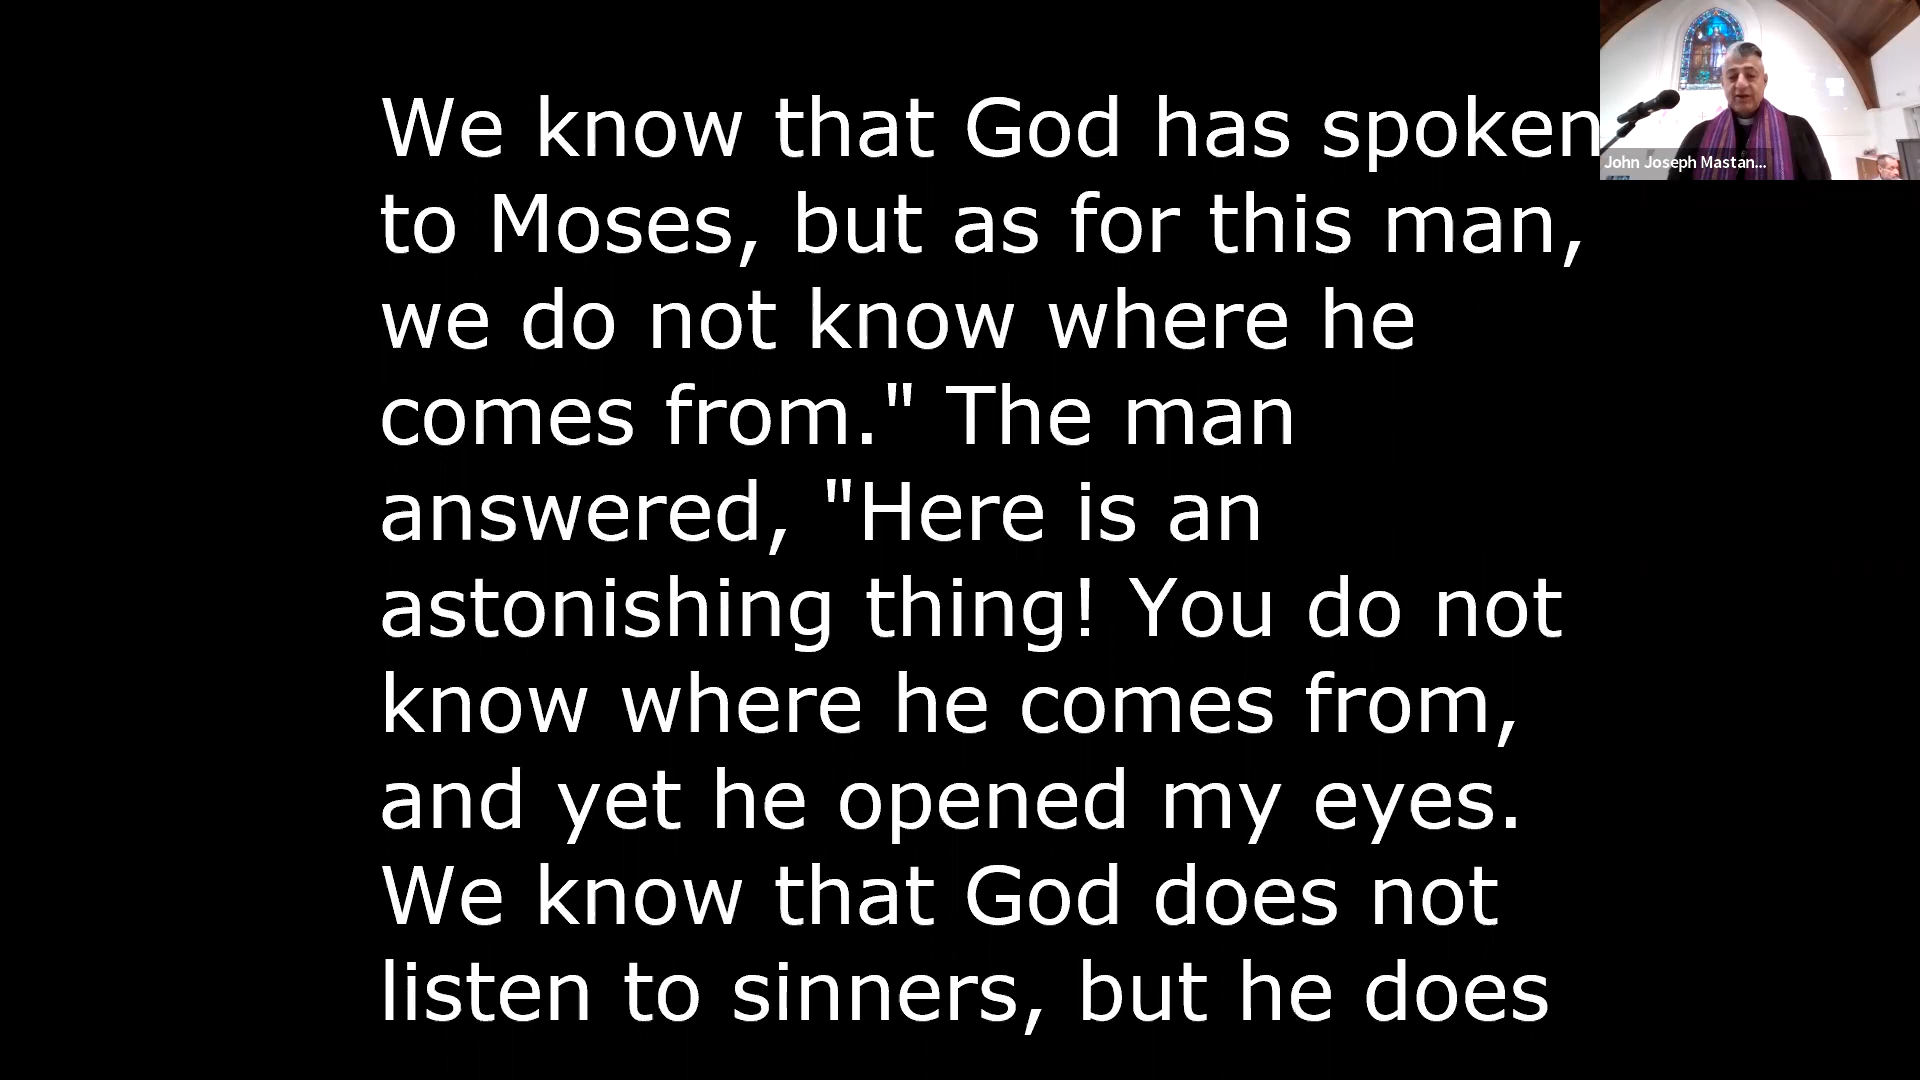 We know that God has spoken
to Moses, but as for this man,
we do not know where he
comes from." The man
answered, "Here is an
astonishing thing! You do not
know where he comes from,
and yet he opened my eyes.
We know that God does not
listen to sinners, but he does
John Joseph Mastan...